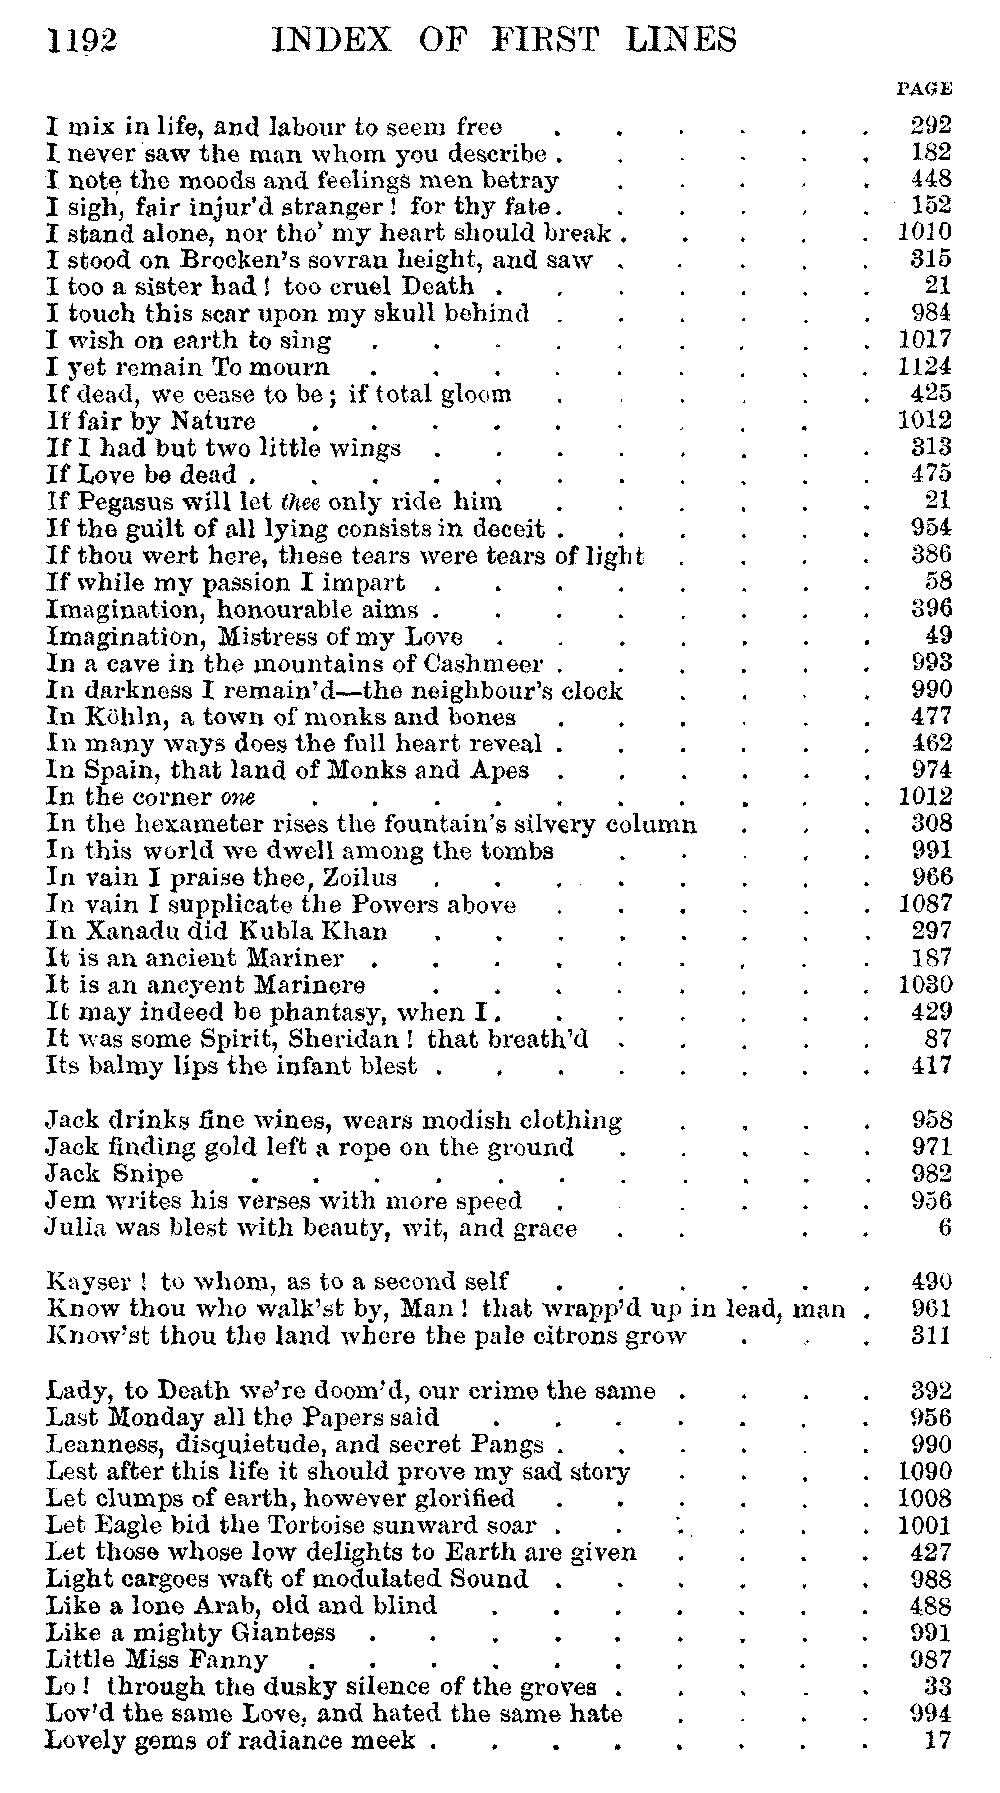 1192 INDEX OF FIRST LINES
PAGE
I mix in life, and labour to seem free . . . . . . 292
I never saw the man whom you describe . . . . . . 182
I note the moods and feelings men betray . . . . . 448
I sigh, fair injur'd stranger! for thy fate . . . . . . 152
I stand alone, nor tho' my heart should break . . . . . 1010
I stood on Brocken's sovran height, and saw . . . . . 315
I too a sister had! too cruel Death . . . . . . . 21
I touch this scar upon my skull behind . . . . . . 984
I wish on earth to sing . . . . . . . . . 1017
I yet remain To mourn . . . . . . . . . 1124
If dead, we cease to be; if total gloom . . . . . . 425
If fair by Nature . . . . . . . . . 1012
If I had but two little wings . . . . . . . . 313
If Love be dead . . . . . . . . . . . 475
If Pegasus will let thee only ride him . . . . . . 21
If the guilt of all lying consists in deceit . . . . . . 954
If thou wert here, these tears were tears of light . . . . 386
If while my passion I impart . . . . . . . . 58
Imagination, honourable aims . . . . . . . . 396
Imagination, Mistress of my Love . . . . . . . 49
In a cave in the mountains of Cashmeer . . . . . . 993
In darkness I remain'd—the neighbour's clock . . . . 990
In Köhln, a town of monks and bones . . . . . . 477
In many ways does the full heart reveal . . . . . . 462
In Spain, that land of Monks and Apes . . . . . . 974
In the corner one . . . . . . . . . . 1012
In the hexameter rises the fountain's silvery column . . . 308
In this world we dwell among the tombs . . . . . 991
In vain I praise thee, Zoilus . . . . . . . . 966
In vain I supplicate the Powers above . . . . . . 1087
In Xanadu did Kubla Khan . . . . . . . . 297
It is an ancient Mariner . . . . . . . . . 187
It is an ancyent Marinere . . . . . . . . 1030
It may indeed be phantasy, when I . . . . . . . 429
It was some Spirit, Sheridan! that breath'd . . . . . 87
Its balmy lips the infant blest . . . . . . . . 417
Jack drinks fine wines, wears modish clothing . . . . 958
Jack finding gold left a rope on the ground . . . . . 971
Jack Snipe . . . . . . . . . . . 982
Jem writes his verses with more speed . . . . . . 956
Julia was blest with beauty, wit, and grace . . . . 6
Kayser! to whom, as to a second self . . . . . . 490
Know thou who walk'st by, Man! that wrapp'd up in lead, man . 961
Know'st thou the land where the pale citrons grow . . . 311
Lady, to Death we're doom'd, our crime the same . . . . 392
Last Monday all the Papers said . . . . . . . 956
Leanness, disquietude, and secret Pangs . . . . . . 990
Lest after this life it should prove my sad story . . . . 1090
Let clumps of earth, however glorified . . . . . . 1008
Let Eagle bid the Tortoise sunward soar . . . . . . 1001
Let those whose low delights to Earth are given . . . . 427
Light cargoes waft of modulated Sound . . . . . . 988
Like a lone Arab, old and blind . . . . . . . 488
Like a mighty Giantess . . . . . . . . . 991
Little Miss Fanny . . . . . . . . . . 987
Lo! through the dusky silence of the groves . . . . . 33
Lov'd the same Love, and hated the same hate . . . . 994
Lovely gems of radiance meek . . . . . . . . 17